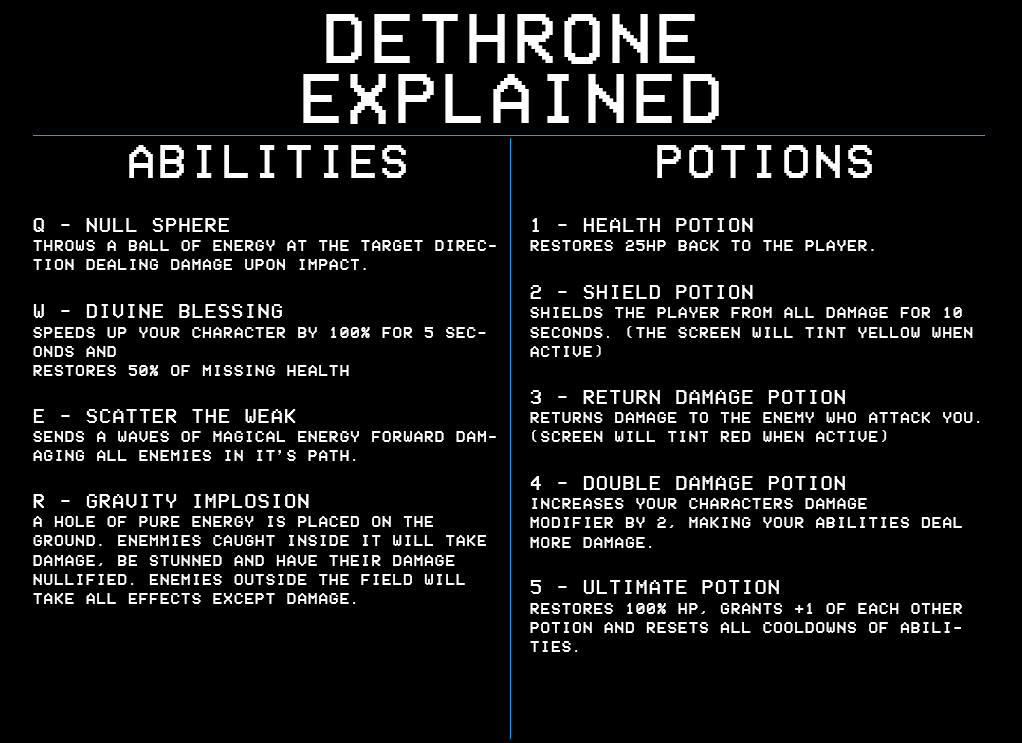 DETHRONE
EXPLAINED
ABILITIES
Q - NULL SPHERE
THROWS A BALL OF ENERGY AT THE TARGET DIREC-
TION DEALING DAMAGE UPON IMPACT.
W - DIVINE BLESSING
SPEEDS UP YOUR CHARACTER BY 100% FOR 5 SEC-
ONDS AND
RESTORES 50% OF MISSING HEALTH
E - SCATTER THE WEAK
SENDS A WAVES OF MAGICAL ENERGY FORWARD DAM-
AGING ALL ENEMIES IN IT'S PATH.
R - GRAVITY IMPLOSION
A HOLE OF PURE ENERGY IS PLACED ON THE
GROUND. ENEMMIES CAUGHT INSIDE IT WILL TAKE
DAMAGE, BE STUNNED AND HAVE THEIR DAMAGE
NULLIFIED. ENEMIES OUTSIDE THE FIELD WILL
TAKE ALL EFFECTS EXCEPT DAMAGE.
POTIONS
1 - HEALTH POTION
RESTORES 25HP BACK TO THE PLAYER.
2 - SHIELD POTION
SHIELDS THE PLAYER FROM ALL DAMAGE FOR 10
SECONDS. (THE SCREEN WILL TINT YELLOW WHEN
ACTIVE)
3 - RETURN DAMAGE POTION
RETURNS DAMAGE TO THE ENEMY WHO ATTACK YOU.
(SCREEN WILL TINT RED WHEN ACTIVE)
4 - DOUBLE DAMAGE POTION
INCREASES YOUR CHARACTERS DAMAGE
MODIFIER BY 2, MAKING YOUR ABILITIES DEAL
MORE DAMAGE.
5 - ULTIMATE POTION
RESTORES 100% HP, GRANTS +1 OF EACH OTHER
POTION AND RESETS ALL COOLDOWNS OF ABILI-
TIES.